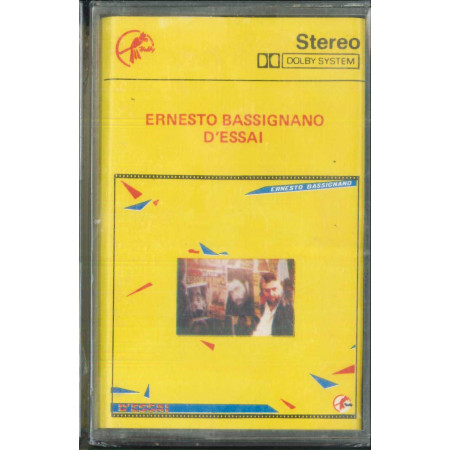 Stereo
DOLBY SYSTEM
ERNESTO BASSIGNANO
D'ESSAI
ERNESTO BASSIGNANO
D'ESSAI